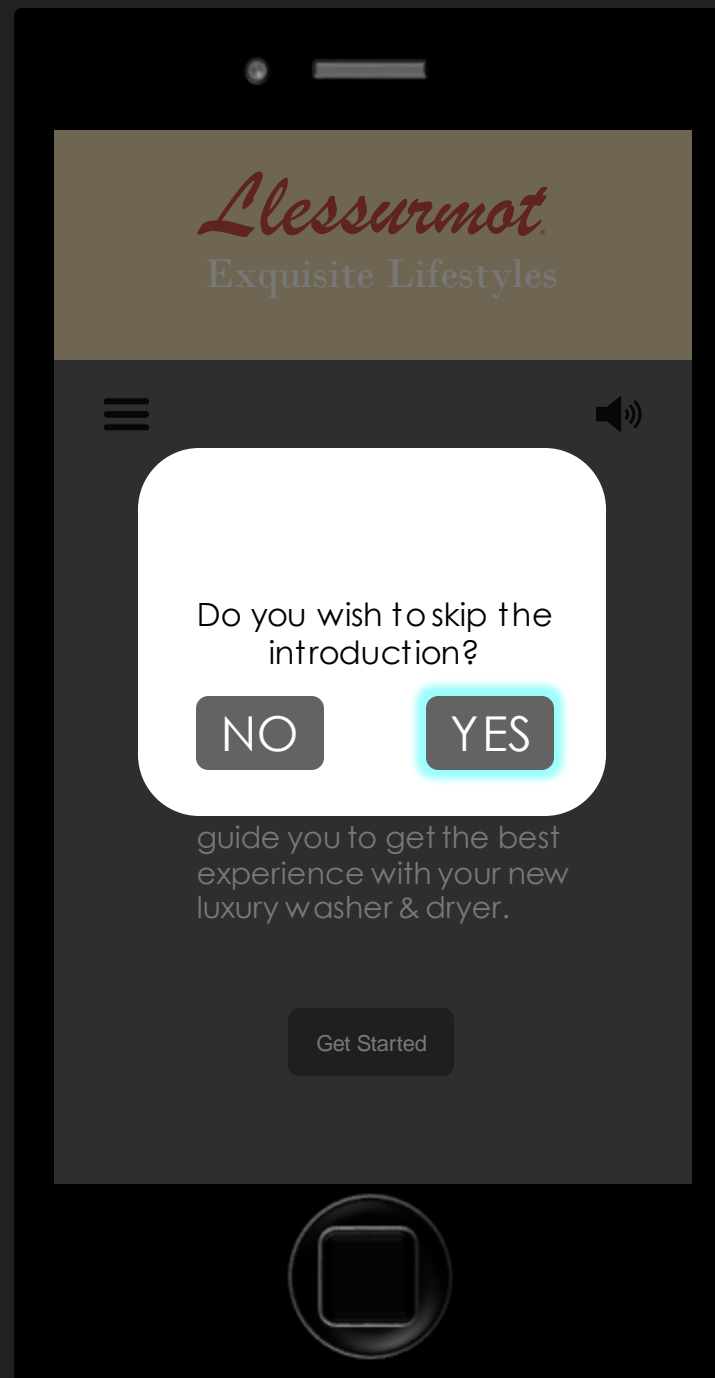 Llessurmot
Exquisite Lifestyles
Do you wish to skip the
introduction?
NO
YES
guide you to get the best
experience with your new
luxury washer & dryer.
Get Started